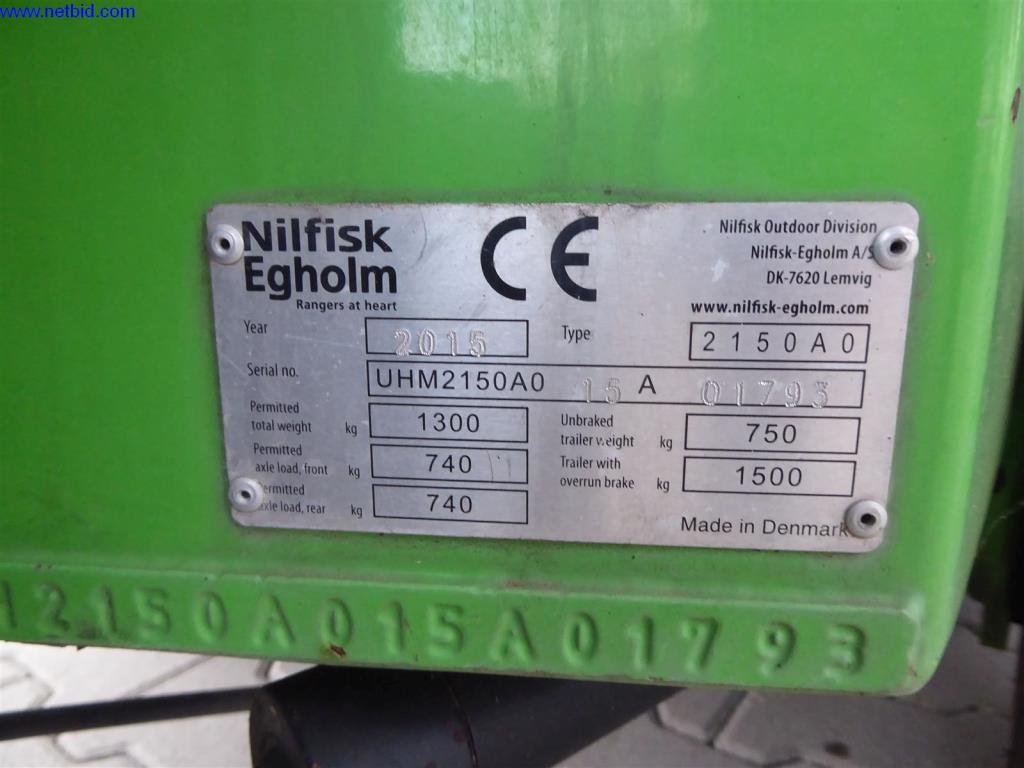 www.netbid.com
Nilfisk
Egholm
Rangers at heart
CE
Nilfisk Outdoor Division
Nilfisk-Egholm A/S
DK-7620 Lemvig
www.nilfisk-egholm.com
Year 2015 Type 2150A0
Serial no. UHM2150A0 15 A 01793
Permitted
total weight kg 1300
Unbraked
trailer weight kg 750
Permitted
axle load, front kg 740
Trailer with
overrun brake kg 1500
Permitted
axle load, rear kg 740
Made in Denmark
2150A015A01793